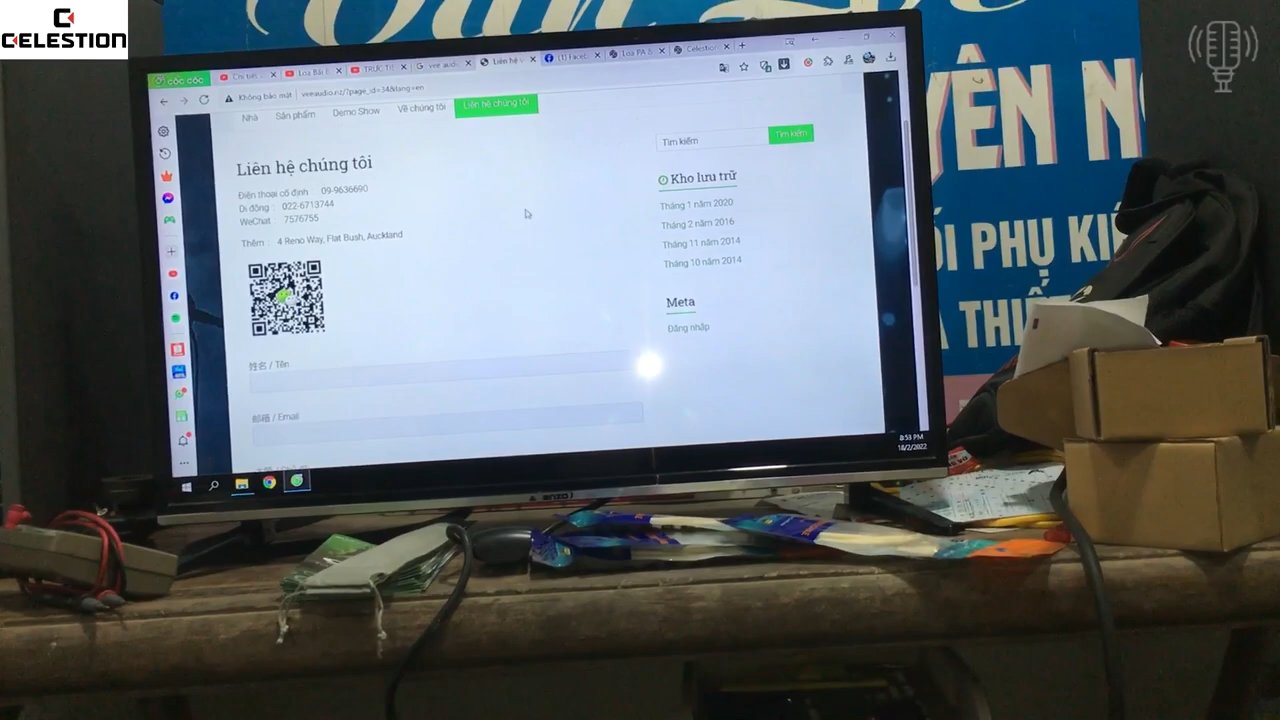 CELESTION
cốc cốc
Không bảo mật
veeaudio.nz/?page_id=34&lang=en
Nhà Sản phẩm Demo Show Về chúng tôi Liên hệ chúng tôi
Tìm kiếm Tìm kiếm
Liên hệ chúng tôi
Điện thoại cố định 09-9636690
Di động : 022-6713744
WeChat : 7576755
Thêm : 4 Reno Way, Flat Bush, Auckland
Kho lưu trữ
Tháng 1 năm 2020
Tháng 2 năm 2016
Tháng 11 năm 2014
Tháng 10 năm 2014
Meta
Đăng nhập
姓名 / Tên
邮箱 / Email
8:53 PM
18/2/2022
YÊN N
ỐI PHỤ KI
THI